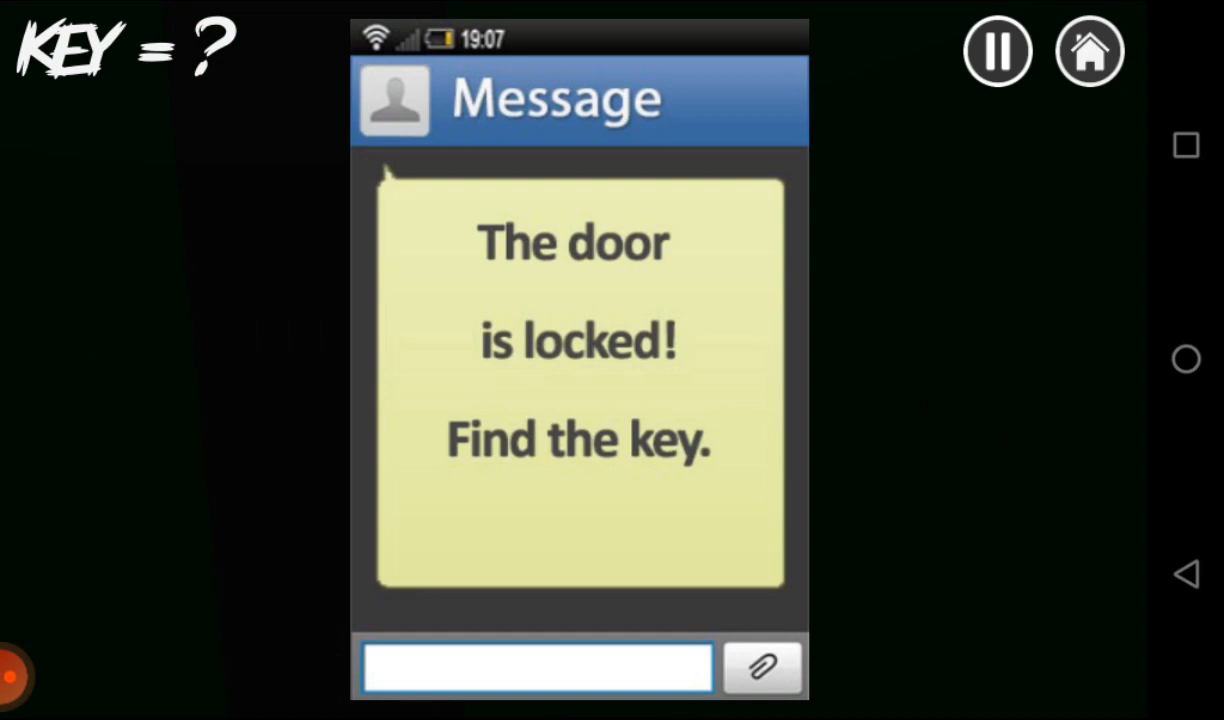 KEY = ?
19:07
Message
The door
is locked!
Find the key.